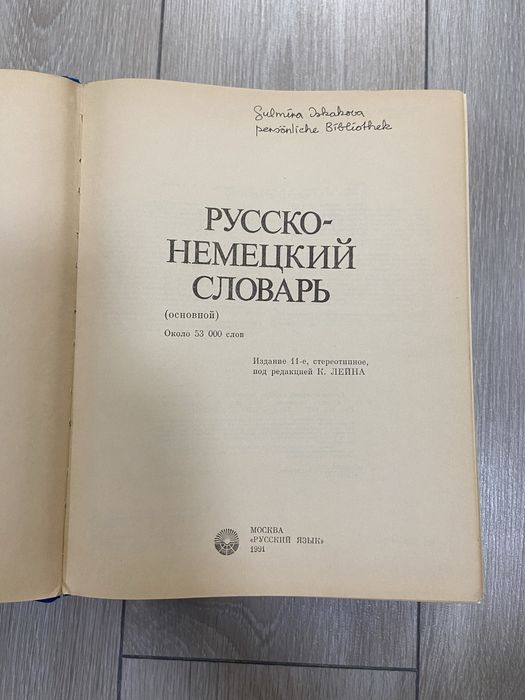 Gulmira Iskakova
persönliche Bibliothek
РУССКО-
НЕМЕЦКИЙ
СЛОВАРЬ
(основной)
Около 53 000 слов
Издание 11-е, стереотипное,
под редакцией К. ЛЕЙНА
МОСКВА
«РУССКИЙ ЯЗЫК»
1991